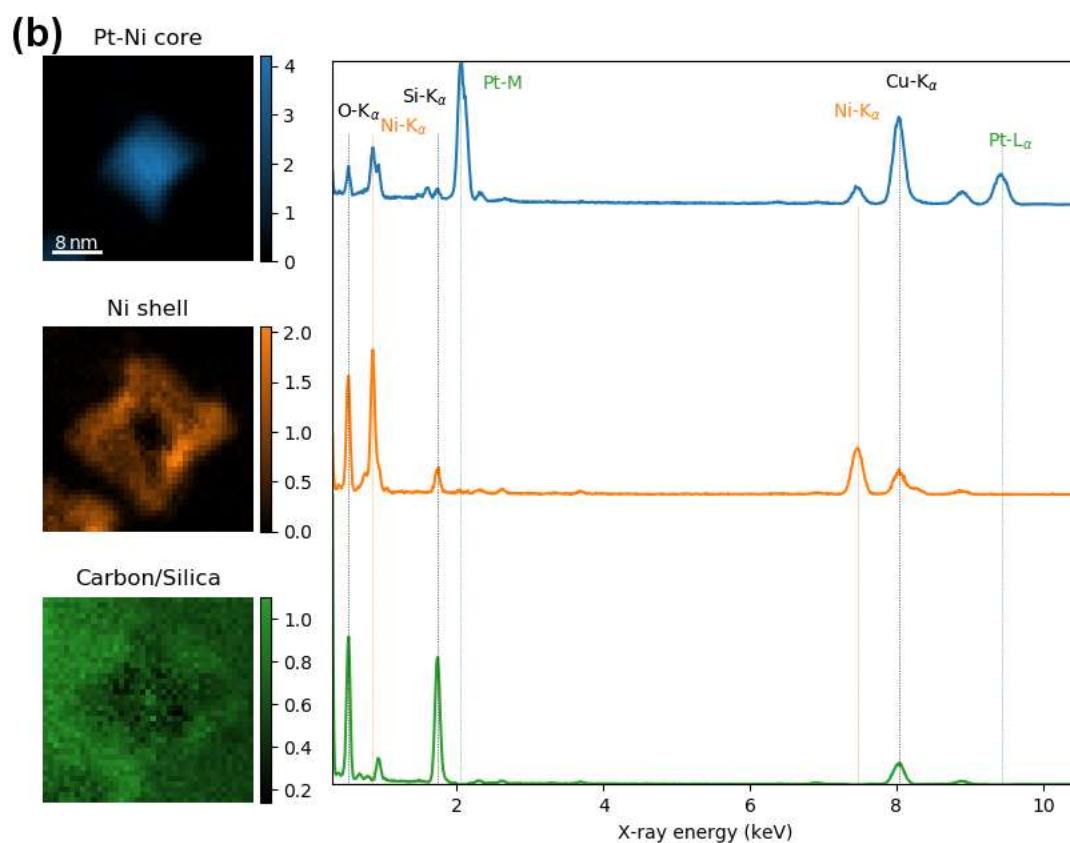 (b)
Pt-Ni core
4
3
2
1
0
8 nm
Ni shell
2.0
1.5
1.0
0.5
0.0
Carbon/Silica
1.0
0.8
0.6
0.4
0.2
O-Kα
Ni-Kα
Si-Kα
Pt-M
Ni-Kα
Cu-Kα
Pt-Lα
2 4 6 8 10
X-ray energy (keV)